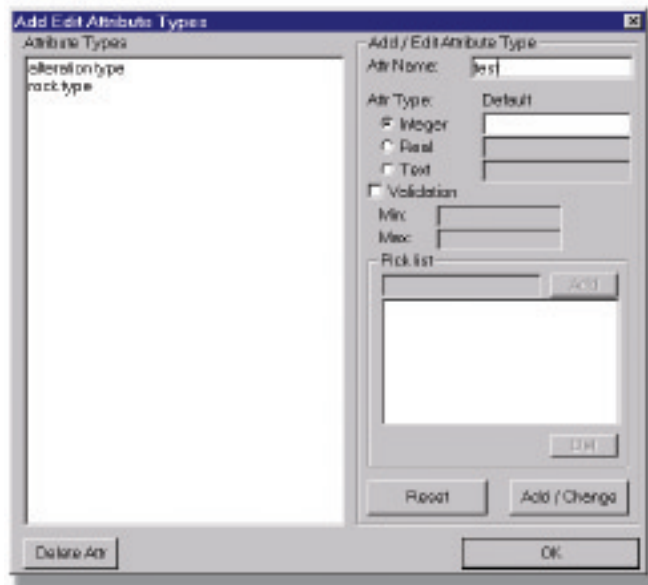 Add Edit Attribute Types
Attribute Types
alteration type
rock type
Add / Edit Attribute Type
Attr Name: test
Attr Type: Default
Integer
Real
Text
Validation
Min:
Max:
Pick list
Add
Del
Reset
Add / Change
Delete Attr
OK